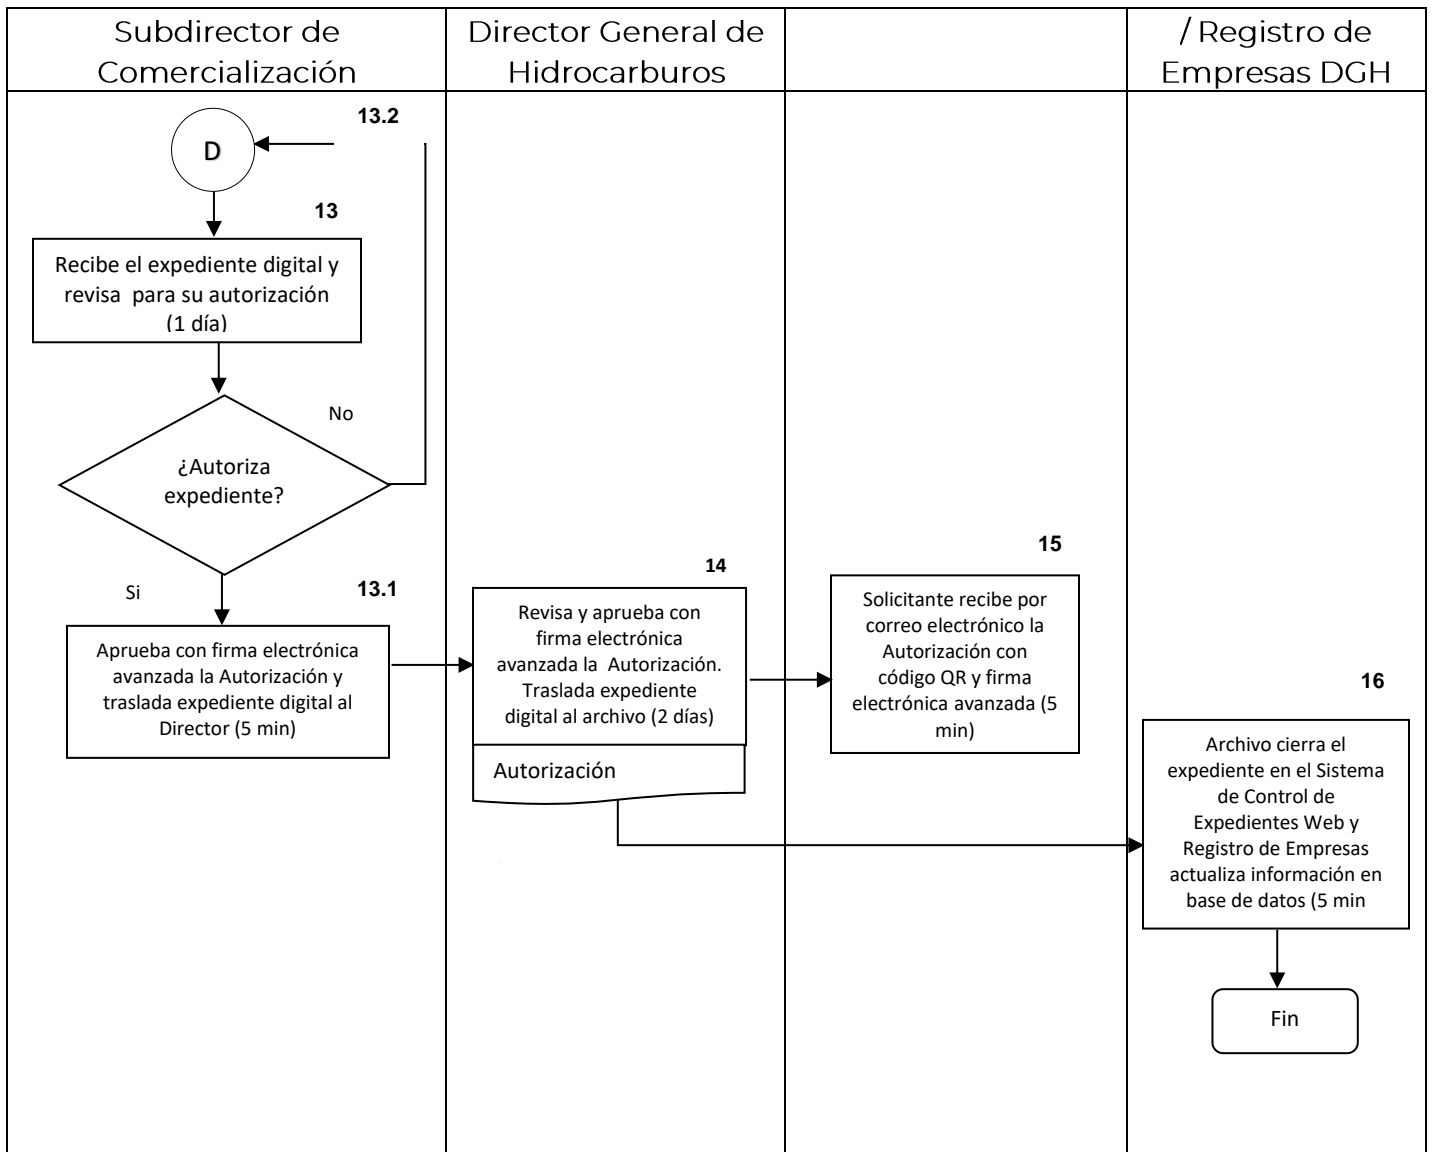 Subdirector de
Comercialización
Director General de
Hidrocarburos
/ Registro de
Empresas DGH
13.2
D
13
Recibe el expediente digital y
revisa para su autorización
(1 día)
No
¿Autoriza
expediente?
Si
13.1
Aprueba con firma electrónica
avanzada la Autorización y
traslada expediente digital al
Director (5 min)
14
Revisa y aprueba con
firma electrónica
avanzada la Autorización.
Traslada expediente
digital al archivo (2 días)
Autorización
15
Solicitante recibe por
correo electrónico la
Autorización con
código QR y firma
electrónica avanzada (5
min)
16
Archivo cierra el
expediente en el Sistema
de Control de
Expedientes Web y
Registro de Empresas
actualiza información en
base de datos (5 min
Fin